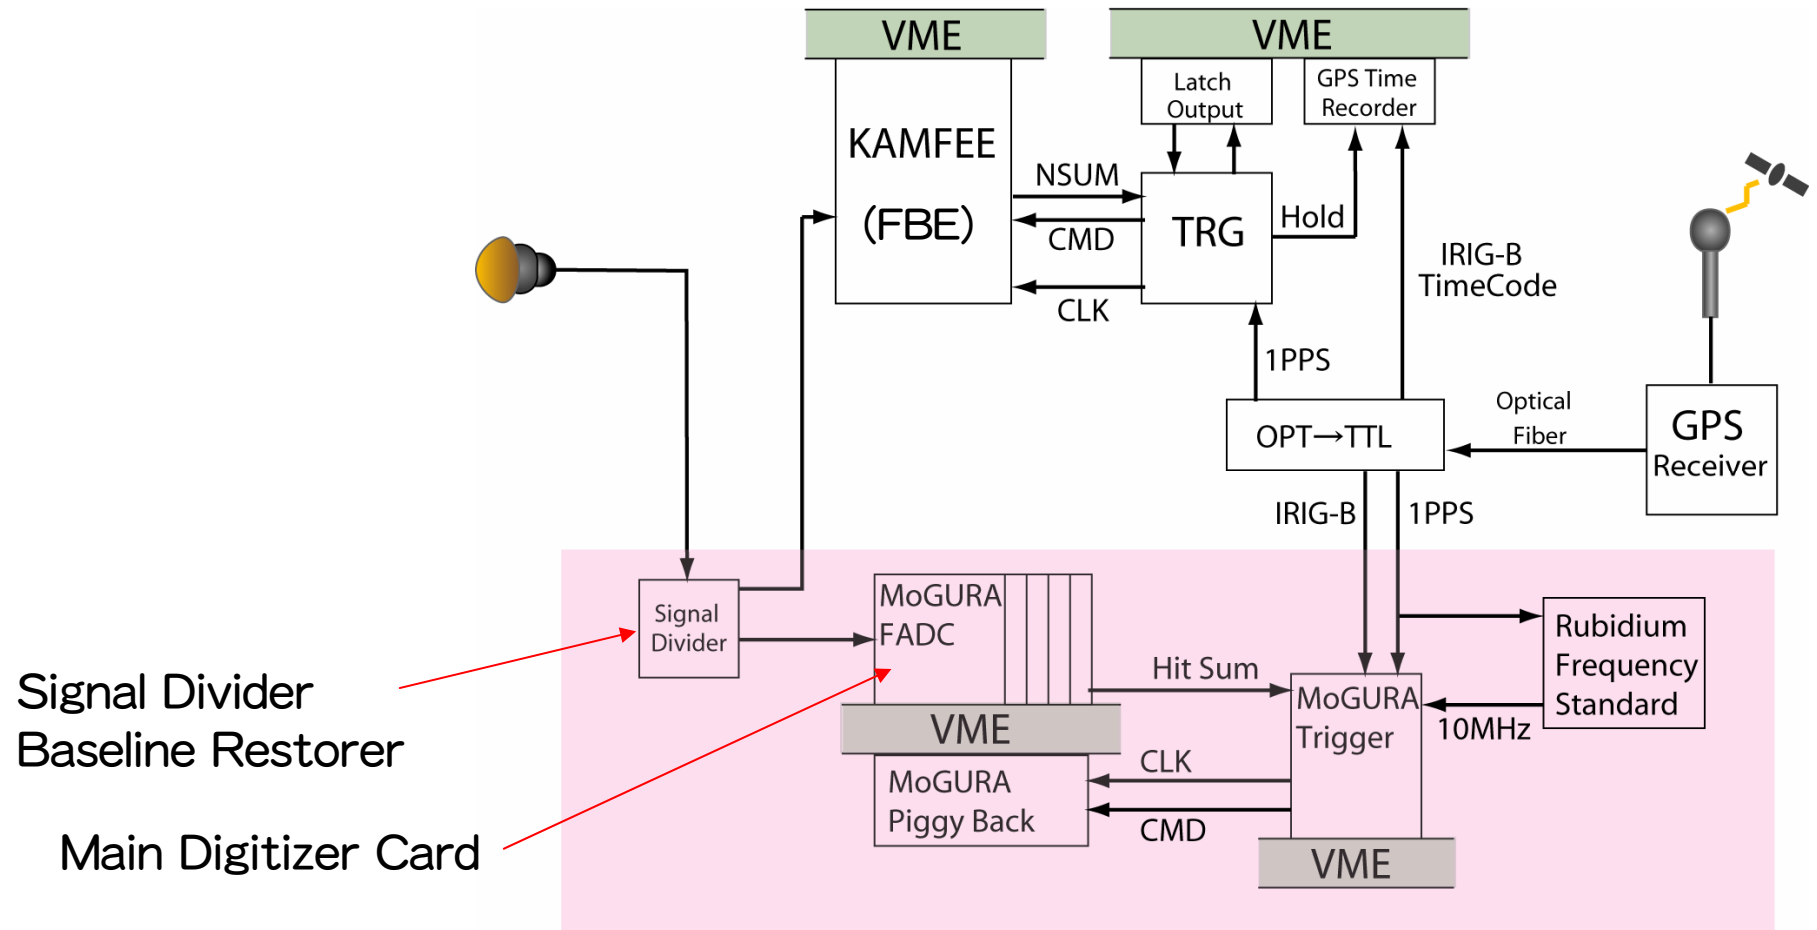 VME
VME
Latch
Output
GPS Time
Recorder
KAMFEE
(FBE)
NSUM
CMD
CLK
TRG
Hold
IRIG-B
TimeCode
1PPS
OPT→TTL
Optical
Fiber
GPS
Receiver
IRIG-B
1PPS
Signal
Divider
MoGURA
FADC
Hit Sum
Rubidium
Frequency
Standard
MoGURA
Trigger
10MHz
VME
MoGURA
Piggy Back
CLK
CMD
VME
Signal Divider
Baseline Restorer
Main Digitizer Card